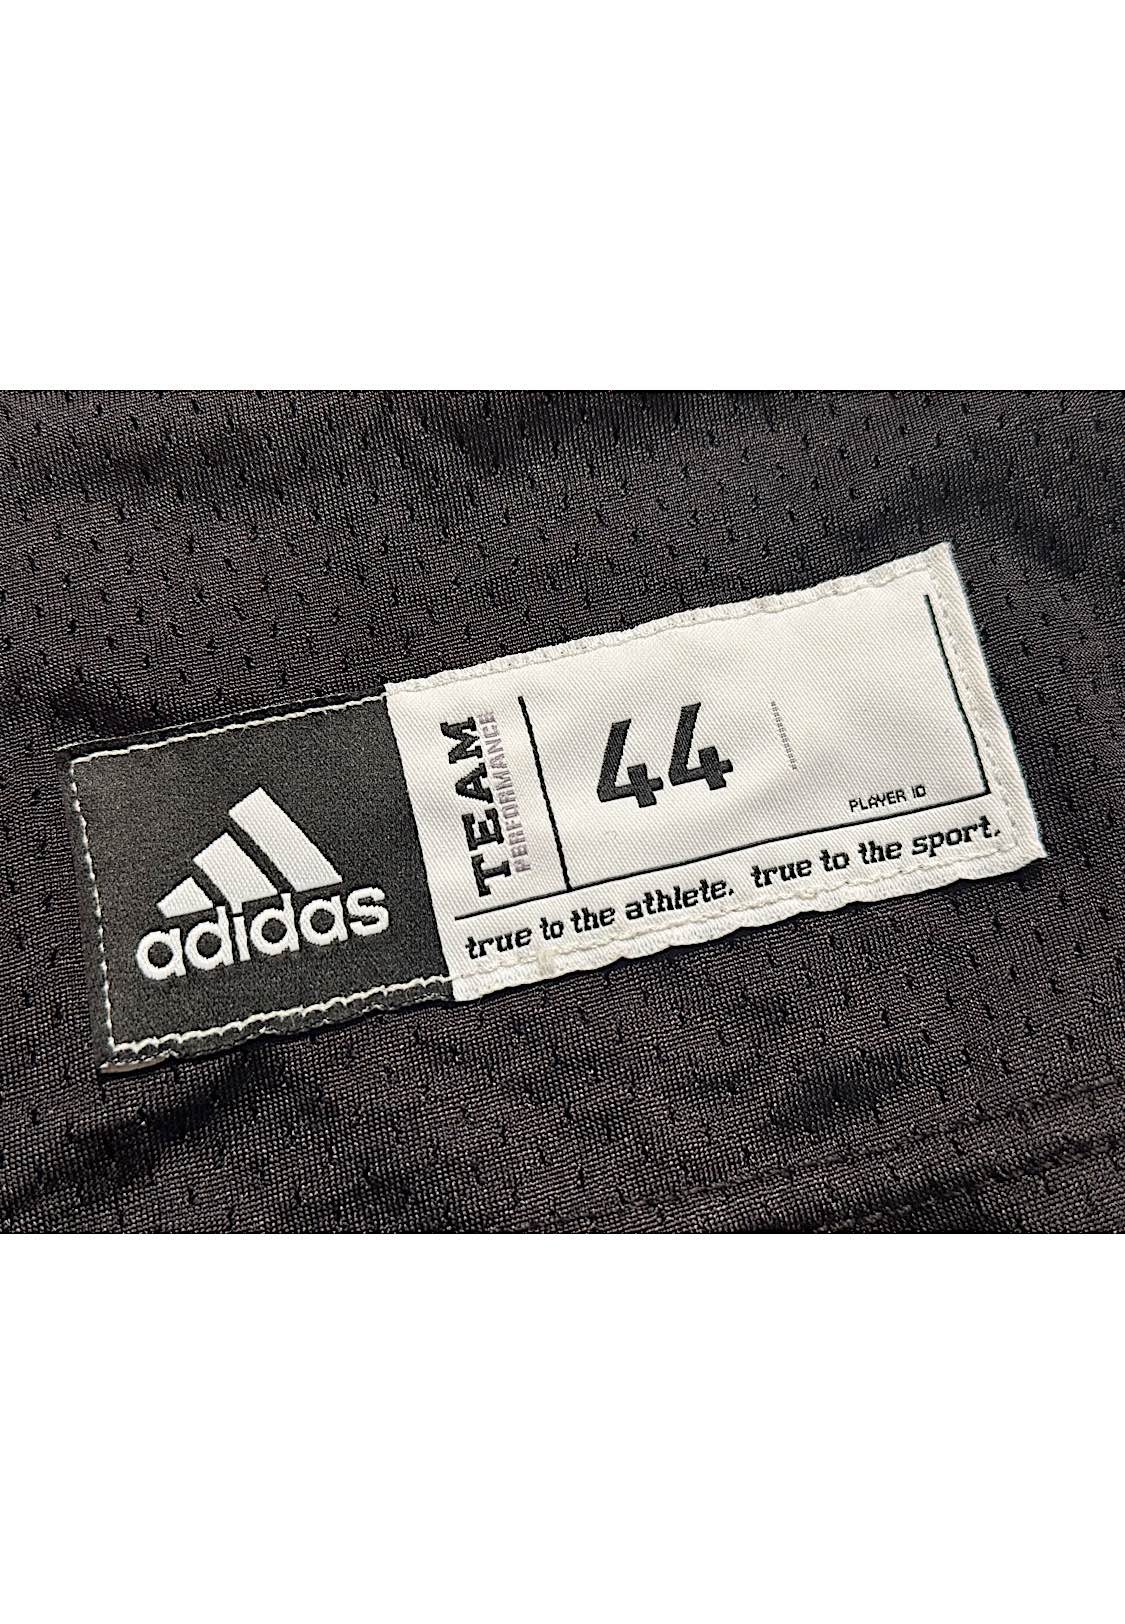 adidas
TEAM
PERFORMANCE
44
PLAYER ID
true to the athlete. true to the sport.